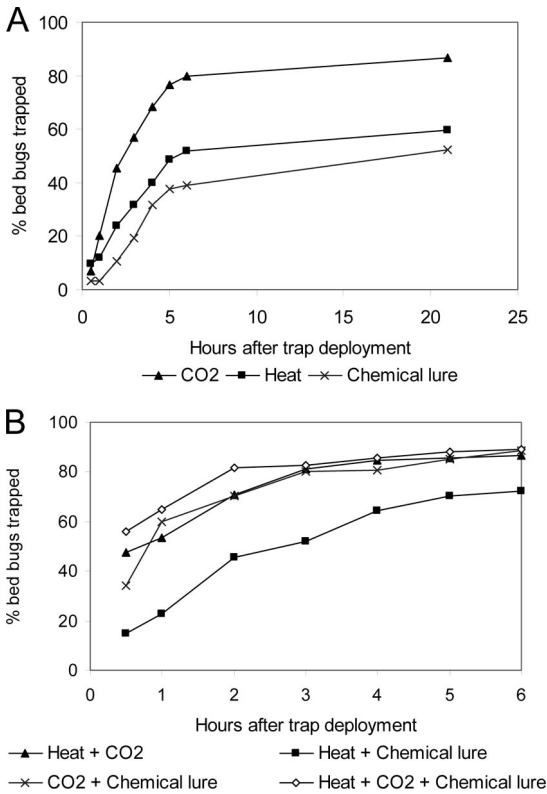 A
% bed bugs trapped
100
80
60
40
20
0
0 5 10 15 20 25
Hours after trap deployment
CO2 Heat Chemical lure
B
% bed bugs trapped
100
80
60
40
20
0
0 1 2 3 4 5 6
Hours after trap deployment
Heat + CO2 Heat + Chemical lure
CO2 + Chemical lure Heat + CO2 + Chemical lure